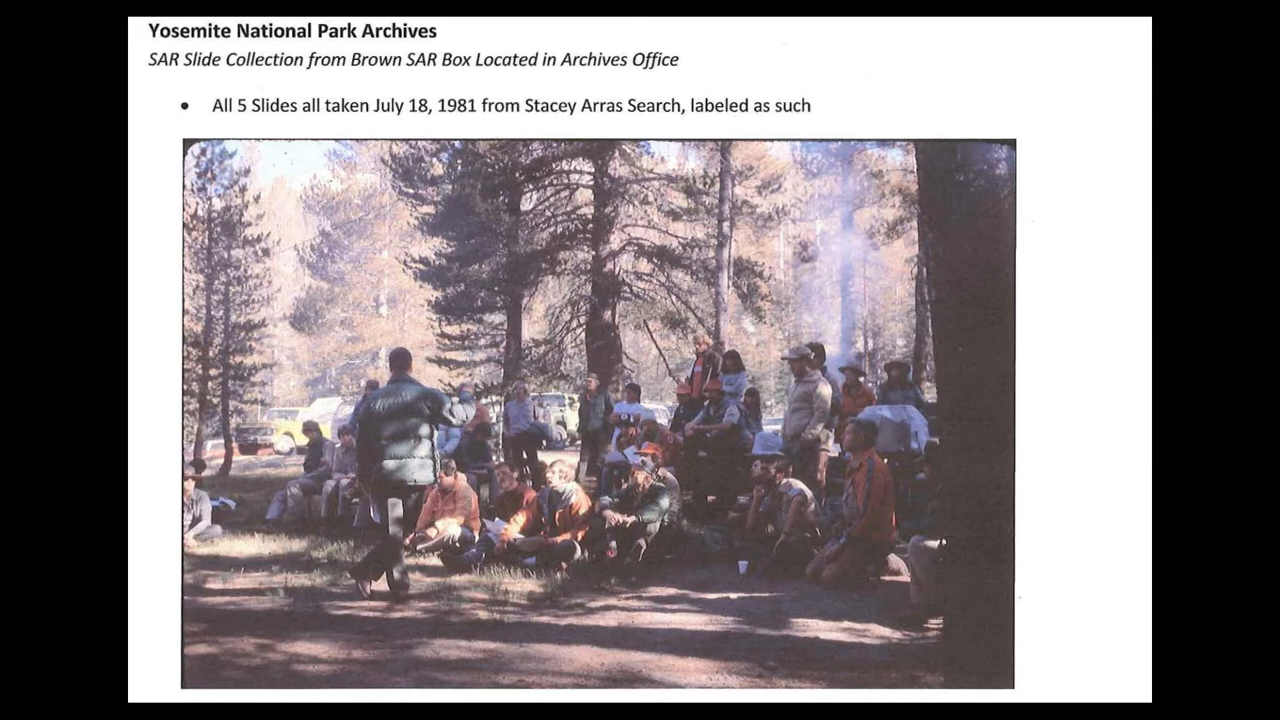 Yosemite National Park Archives
SAR Slide Collection from Brown SAR Box Located in Archives Office
• All 5 Slides all taken July 18, 1981 from Stacey Arras Search, labeled as such